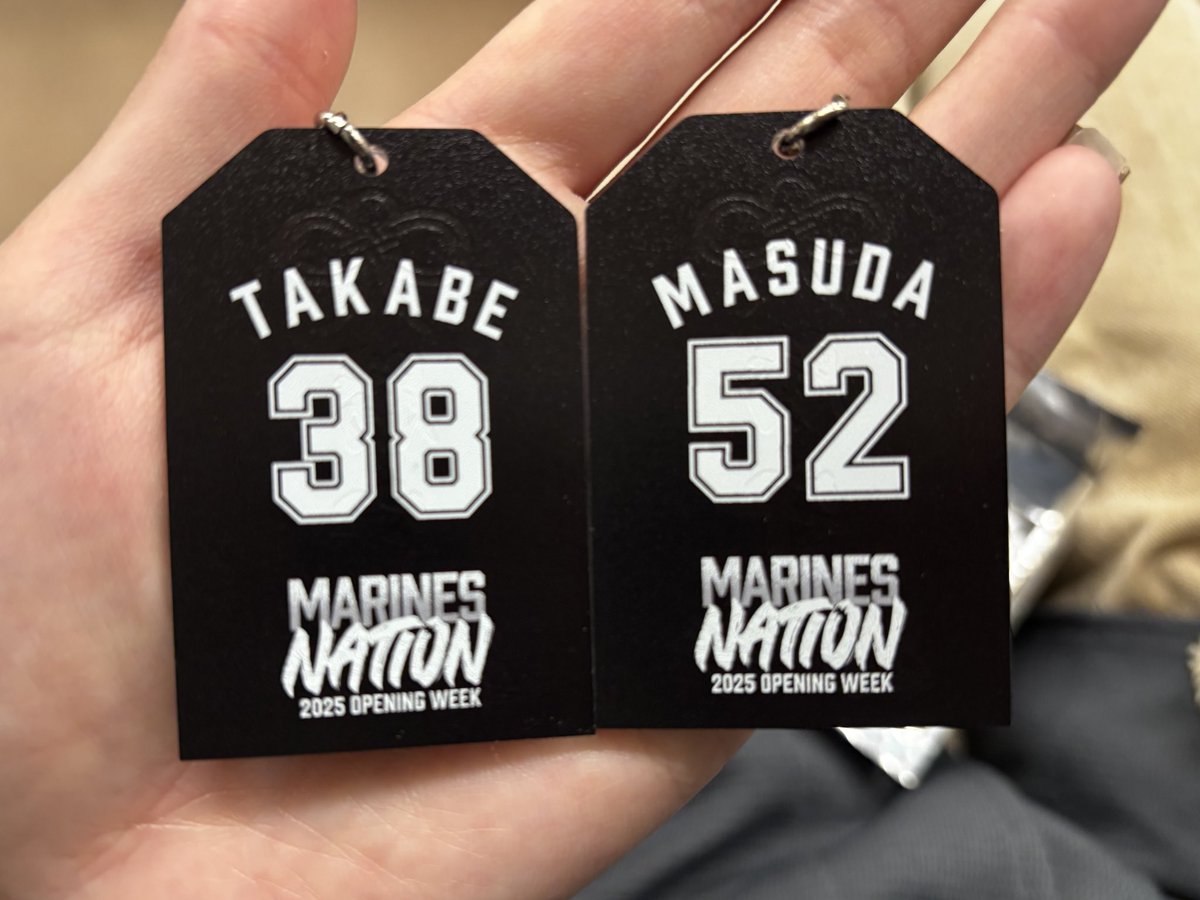 TAKABE
38
MARINES
NATION
2025 OPENING WEEK
MASUDA
52
MARINES
NATION
2025 OPENING WEEK